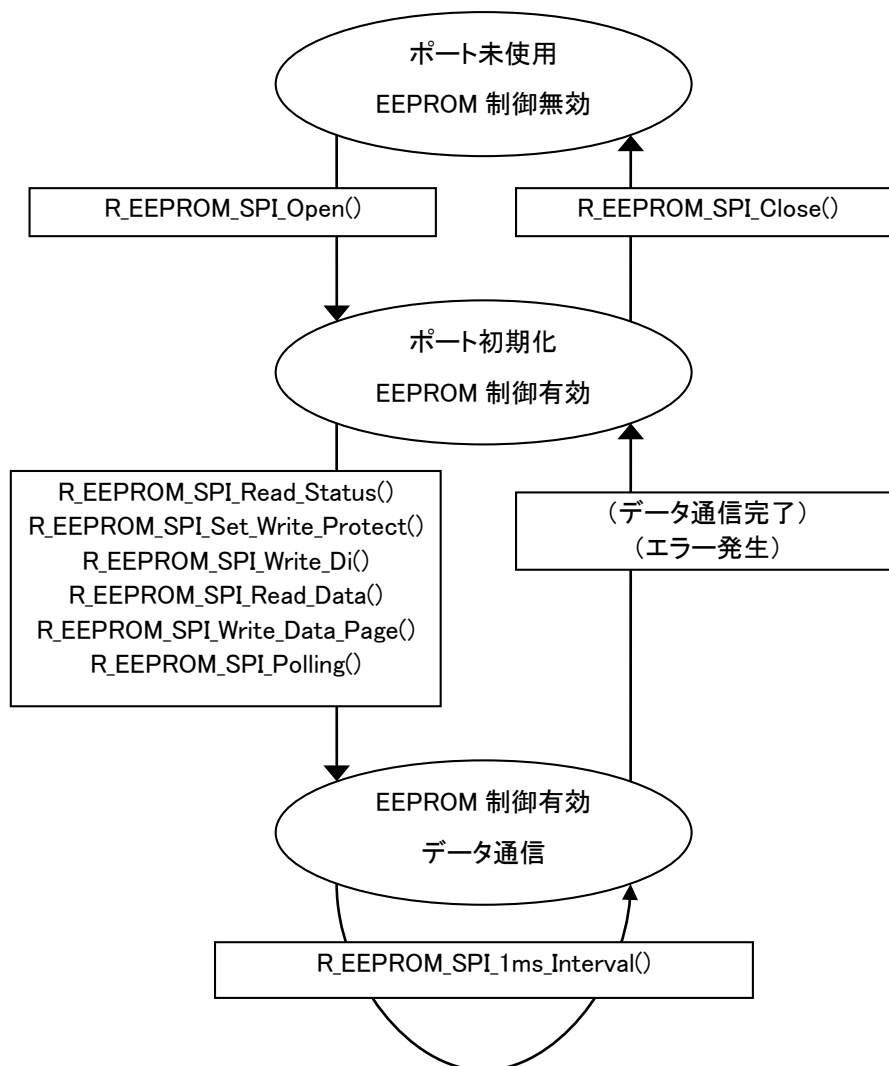 ポート未使用
EEPROM 制御無効
R_EEPROM_SPI_Open()
R_EEPROM_SPI_Close()
ポート初期化
EEPROM 制御有効
R_EEPROM_SPI_Read_Status()
R_EEPROM_SPI_Set_Write_Protect()
R_EEPROM_SPI_Write_Di()
R_EEPROM_SPI_Read_Data()
R_EEPROM_SPI_Write_Data_Page()
R_EEPROM_SPI_Polling()
（データ通信完了）
（エラー発生）
EEPROM 制御有効
データ通信
R_EEPROM_SPI_1ms_Interval()